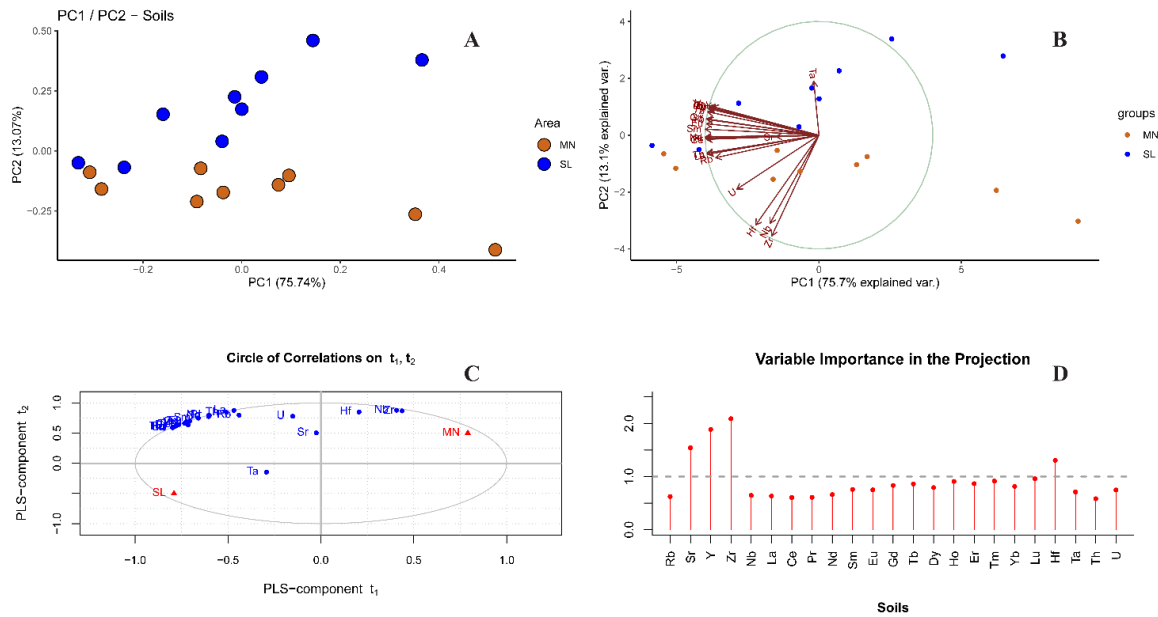 PC1 / PC2 − Soils
A
0.50
0.25
0.00
−0.25
PC2 (13.07%)
−0.2
0.0
0.2
0.4
PC1 (75.74%)
Area
MN
SL
B
4
2
0
−2
−4
PC2 (13.1% explained var.)
Ta
Sm
Sr
Rb
U
Hf
Nb
Zr
−5
0
5
PC1 (75.7% explained var.)
groups
MN
SL
Circle of Correlations on t1, t2
C
1.0
0.5
0.0
−1.0
PLS−component t2
U
Sr
Hf
Nb
Zr
MN
Ta
SL
−1.0
−0.5
0.0
0.5
1.0
PLS−component t1
Variable Importance in the Projection
D
2.0
1.0
0.0
Rb
Sr
Y
Zr
Nb
La
Ce
Pr
Nd
Sm
Eu
Gd
Tb
Dy
Ho
Er
Tm
Yb
Lu
Hf
Ta
Th
U
Soils